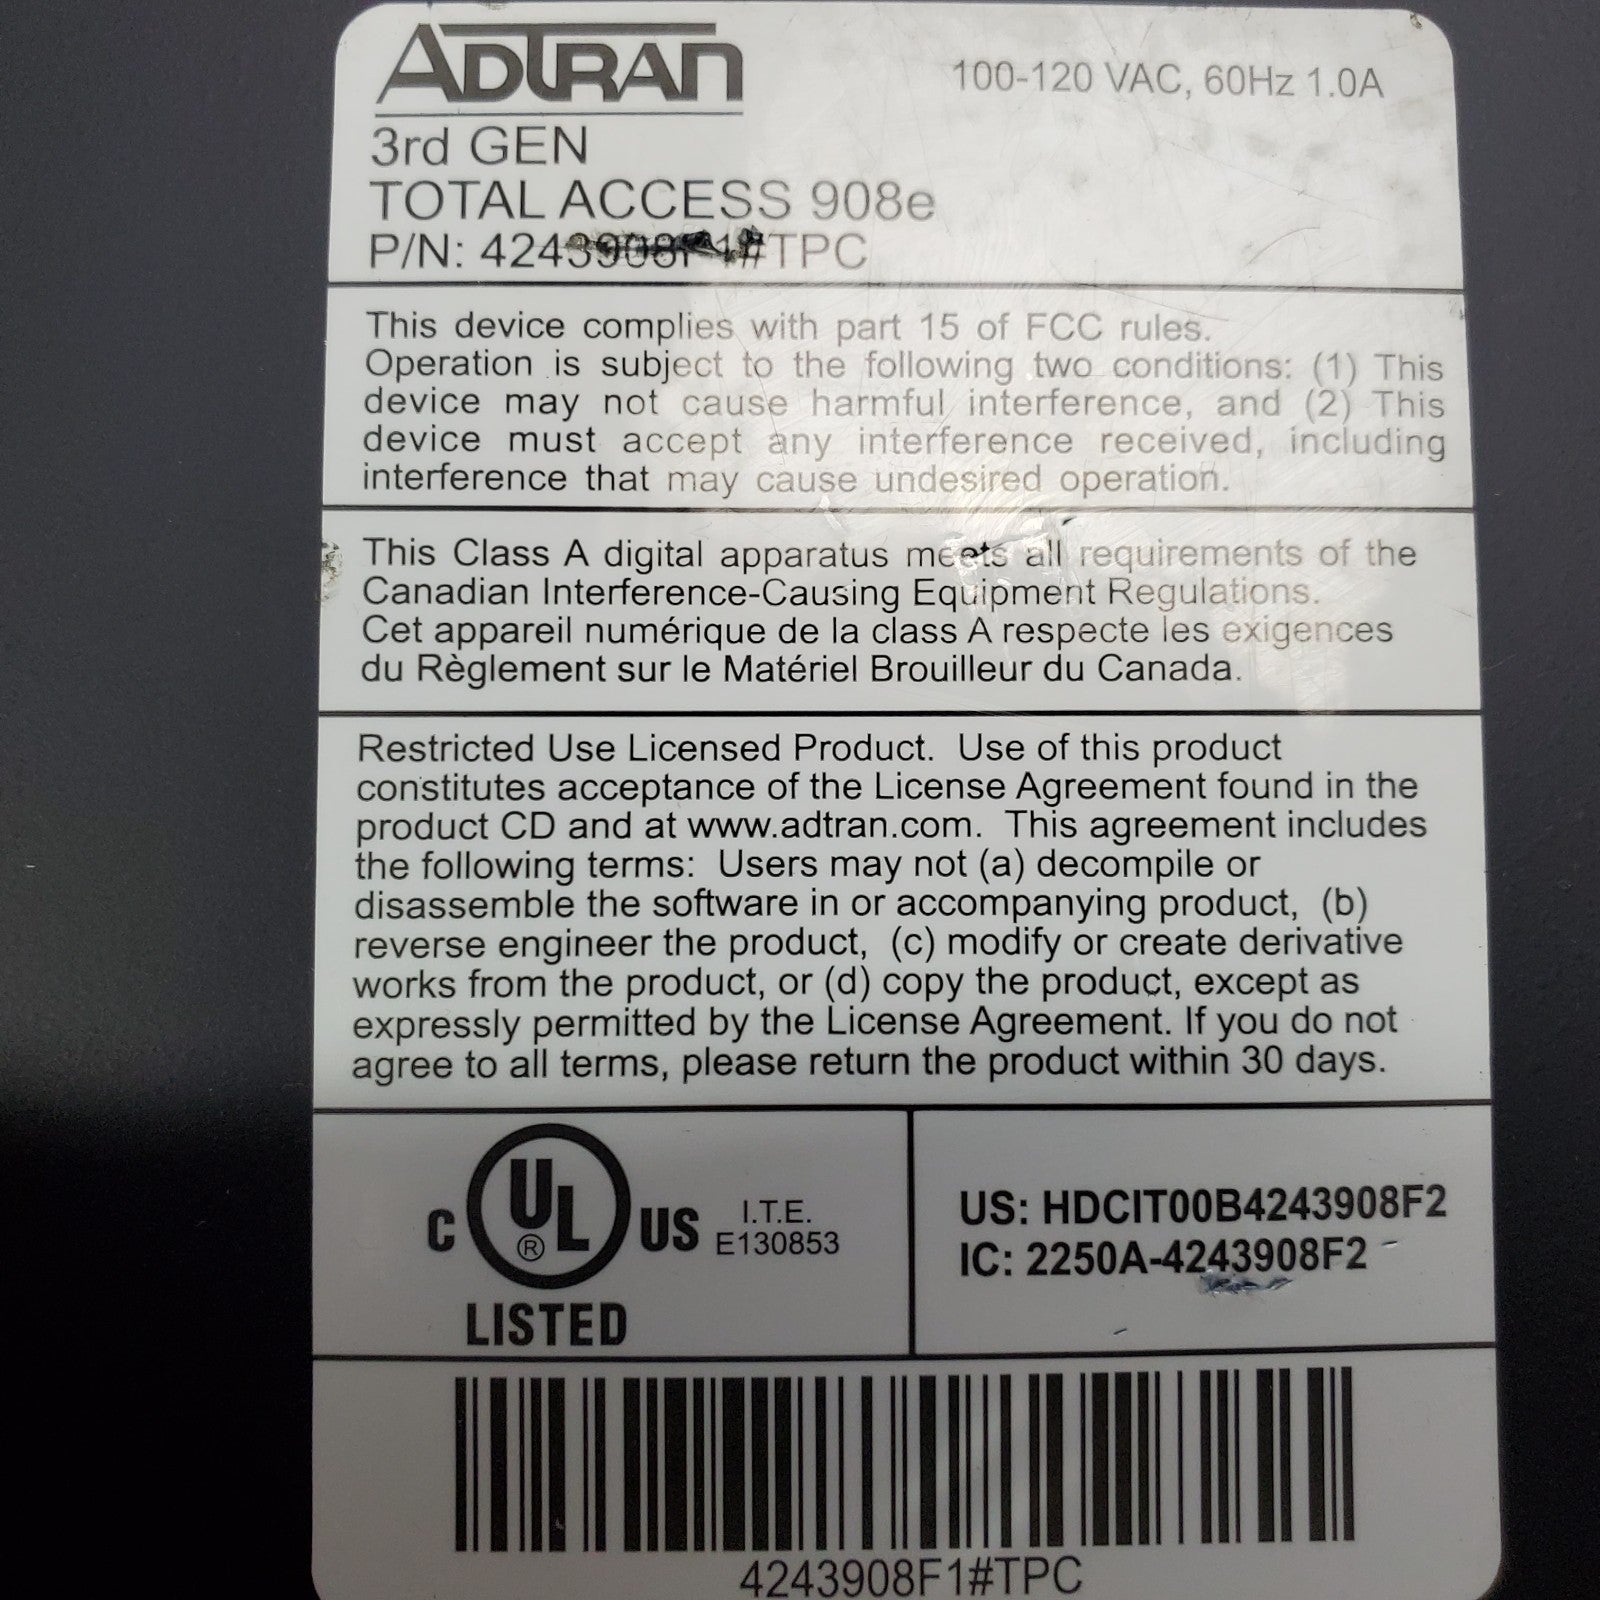 ADTRAN
100-120 VAC, 60Hz 1.0A
3rd GEN
TOTAL ACCESS 908e
P/N: 4243908F1#TPC
This device complies with part 15 of FCC rules.
Operation is subject to the following two conditions: (1) This
device may not cause harmful interference, and (2) This
device must accept any interference received, including
interference that may cause undesired operation.
This Class A digital apparatus meets all requirements of the
Canadian Interference-Causing Equipment Regulations.
Cet appareil numérique de la class A respecte les exigences
du Règlement sur le Matériel Brouilleur du Canada.
Restricted Use Licensed Product. Use of this product
constitutes acceptance of the License Agreement found in the
product CD and at www.adtran.com. This agreement includes
the following terms: Users may not (a) decompile or
disassemble the software in or accompanying product, (b)
reverse engineer the product, (c) modify or create derivative
works from the product, or (d) copy the product, except as
expressly permitted by the License Agreement. If you do not
agree to all terms, please return the product within 30 days.
C UL ® US
I.T.E.
E130853
LISTED
US: HDCIT00B4243908F2
IC: 2250A-4243908F2
4243908F1#TPC